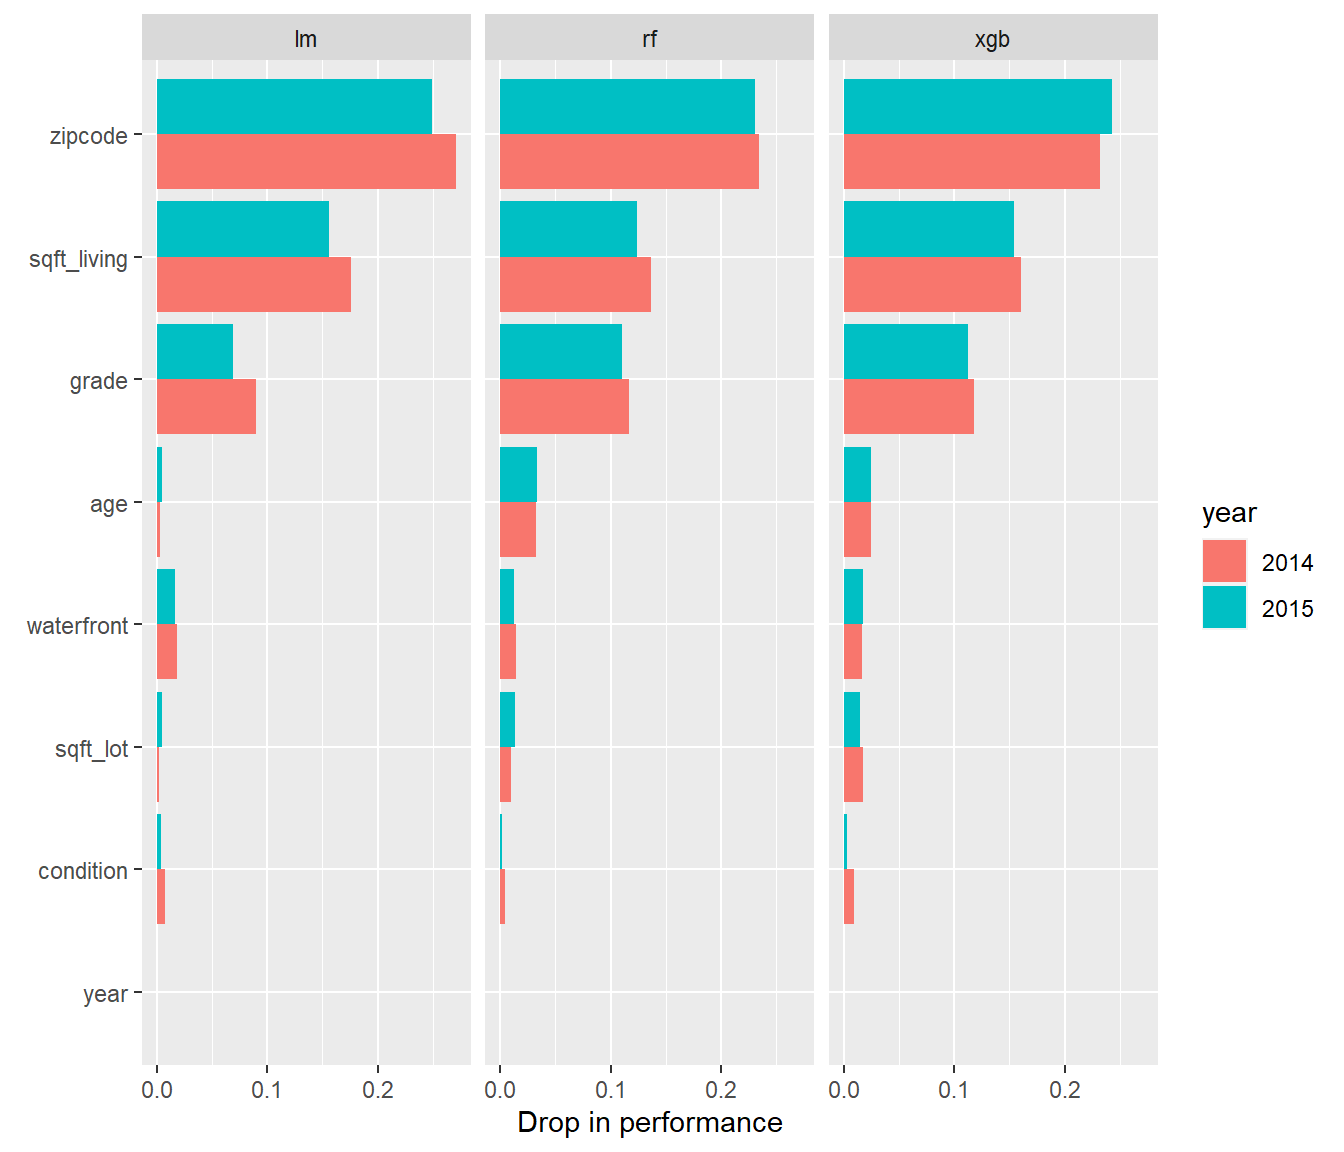 lm
rf
xgb
zipcode
sqft_living
grade
age
waterfront
sqft_lot
condition
year
0.0 0.1 0.2
0.0 0.1 0.2
0.0 0.1 0.2
Drop in performance
year
2014
2015